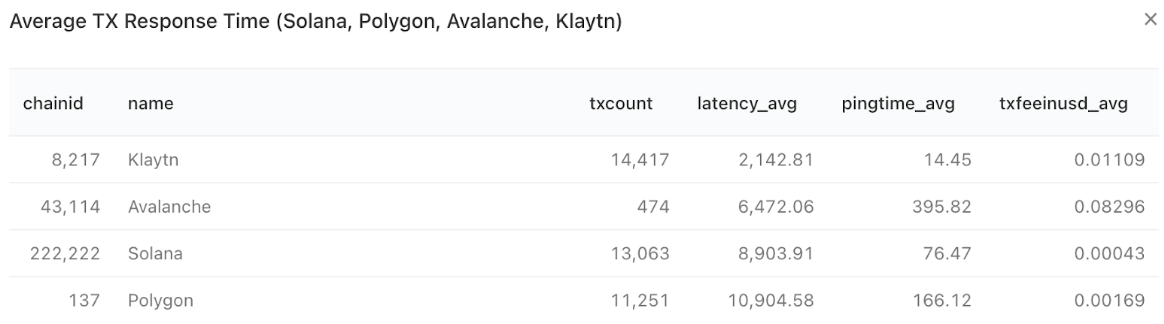 Average TX Response Time (Solana, Polygon, Avalanche, Klaytn) ×
chainid name txcount latency_avg pingtime_avg txfeeinusd_avg
8,217 Klaytn 14,417 2,142.81 14.45 0.01109
43,114 Avalanche 474 6,472.06 395.82 0.08296
222,222 Solana 13,063 8,903.91 76.47 0.00043
137 Polygon 11,251 10,904.58 166.12 0.00169